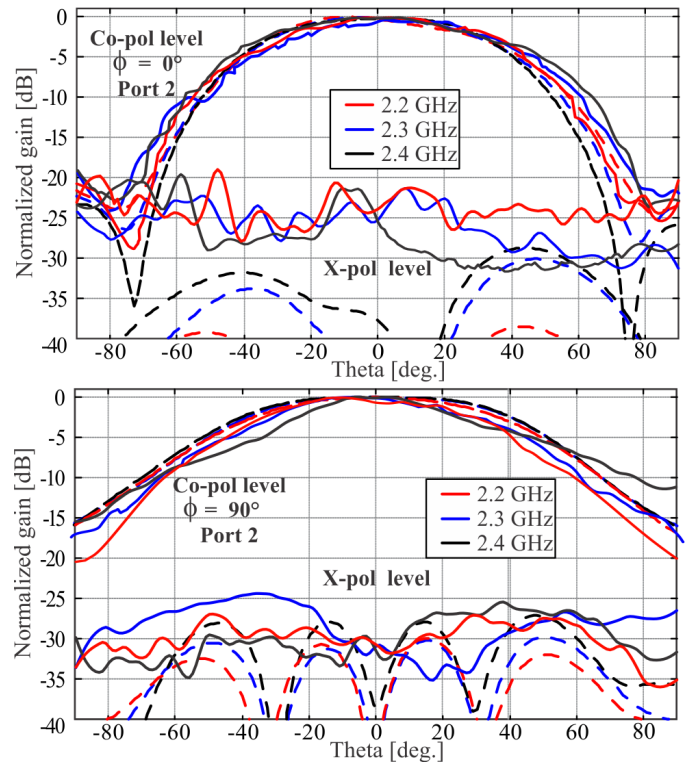 0
-5
-10
-15
-20
-25
-30
-35
-40
Normalized gain [dB]
Co-pol level
ϕ = 0°
Port 2
2.2 GHz
2.3 GHz
2.4 GHz
X-pol level
-80 -60 -40 -20 0 20 40 60 80
Theta [deg.]
0
-5
-10
-15
-20
-25
-30
-35
-40
Normalized gain [dB]
Co-pol level
ϕ = 90°
Port 2
2.2 GHz
2.3 GHz
2.4 GHz
X-pol level
-80 -60 -40 -20 0 20 40 60 80
Theta [deg.]